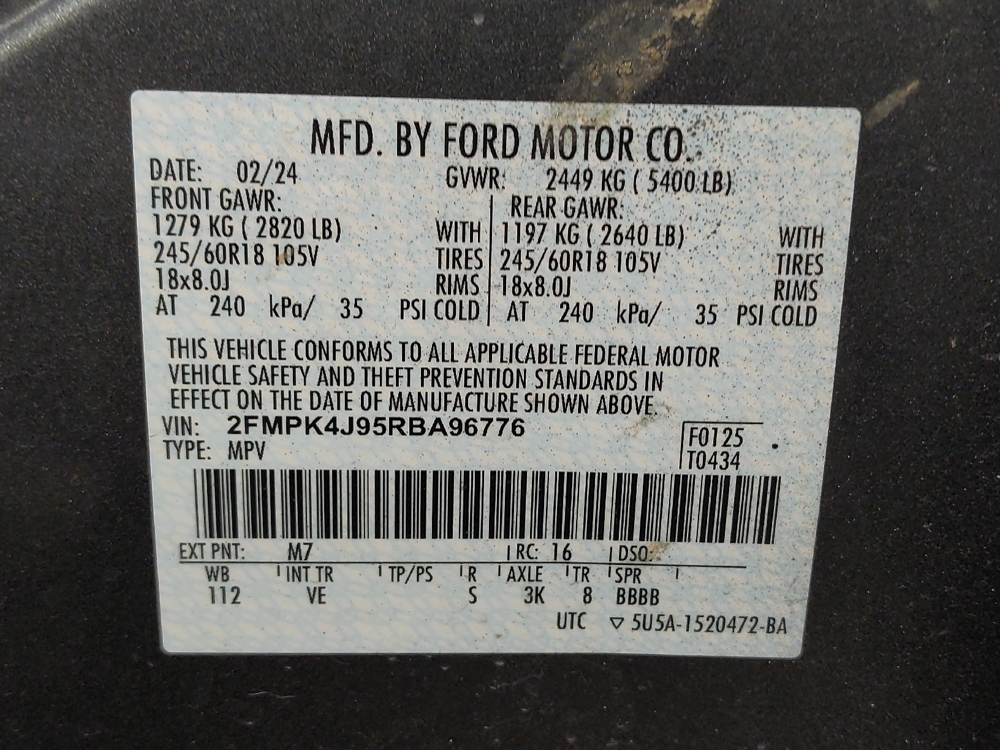 MFD. BY FORD MOTOR CO.
DATE: 02/24 GVWR: 2449 KG ( 5400 LB)
FRONT GAWR: REAR GAWR:
1279 KG ( 2820 LB) WITH 1197 KG ( 2640 LB) WITH
245/60R18 105V TIRES 245/60R18 105V TIRES
18x8.0J RIMS 18x8.0J RIMS
AT 240 kPa/ 35 PSI COLD AT 240 kPa/ 35 PSI COLD
THIS VEHICLE CONFORMS TO ALL APPLICABLE FEDERAL MOTOR
VEHICLE SAFETY AND THEFT PREVENTION STANDARDS IN
EFFECT ON THE DATE OF MANUFACTURE SHOWN ABOVE.
VIN: 2FMPK4J95RBA96776 F0125
TYPE: MPV T0434
EXT PNT: M7 RC: 16 DSO:
WB INT TR TP/PS R AXLE TR SPR
112 VE S 3K 8 BBBB
UTC ▽ 5U5A-1520472-BA